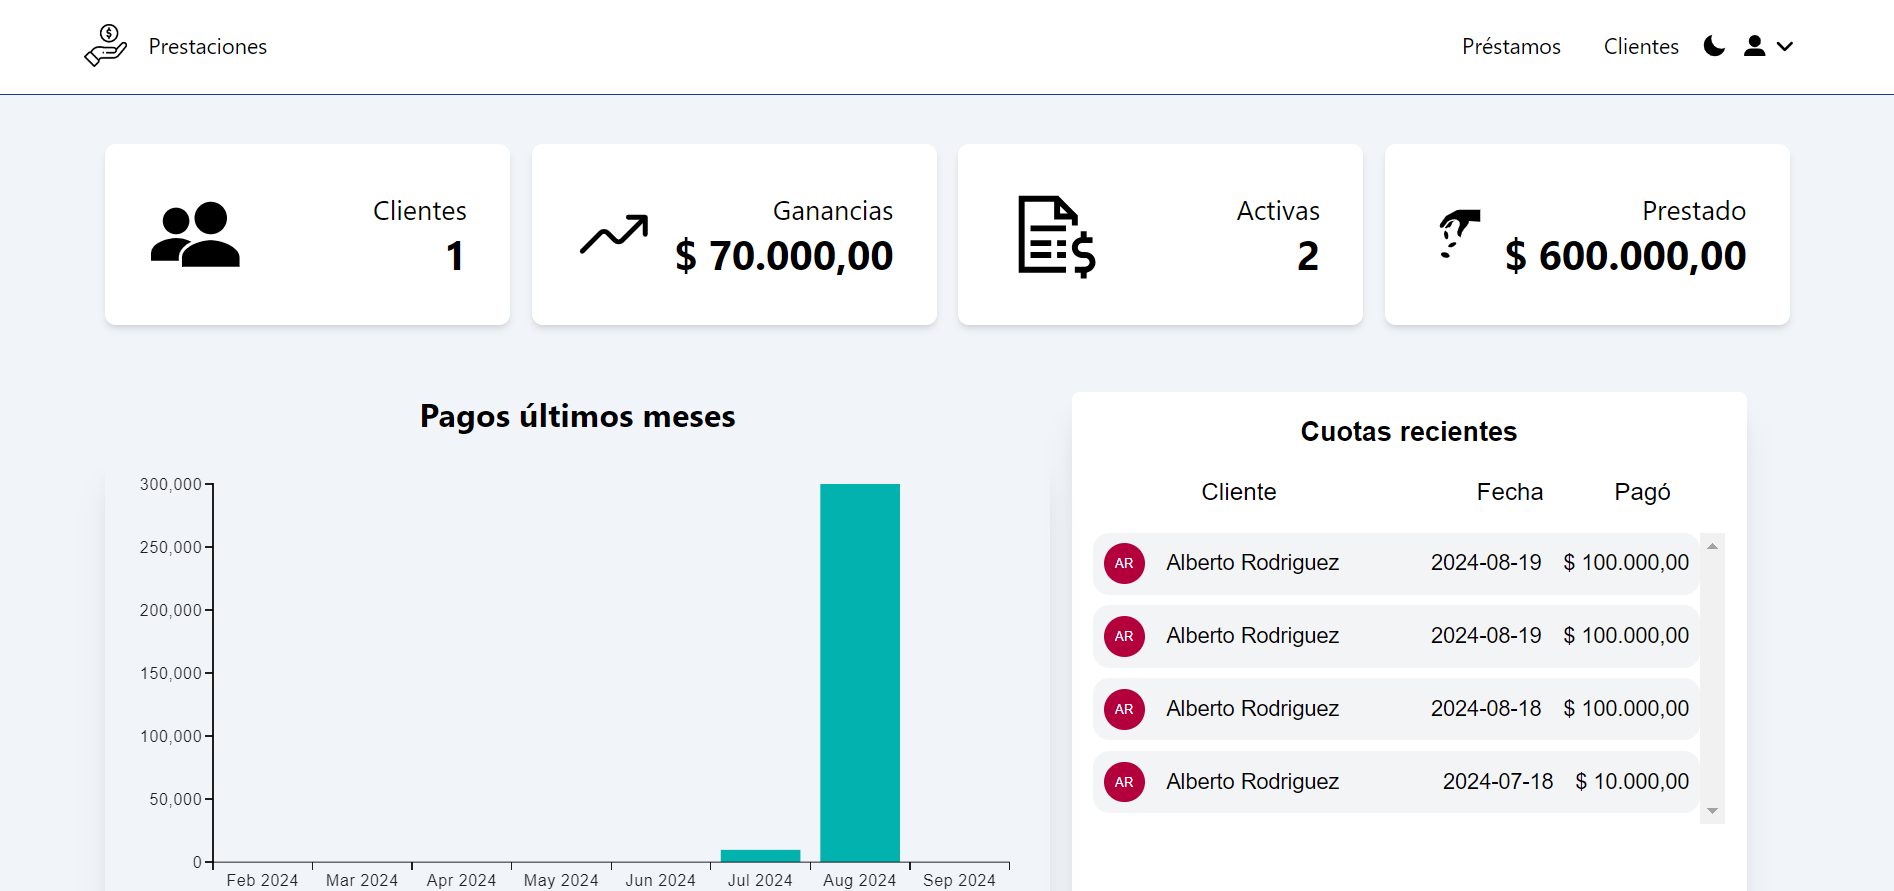 Prestaciones
Préstamos Clientes
Clientes
1
Ganancias
$ 70.000,00
Activas
2
Prestado
$ 600.000,00
Pagos últimos meses
300,000
250,000
200,000
150,000
100,000
50,000
0
Feb 2024 Mar 2024 Apr 2024 May 2024 Jun 2024 Jul 2024 Aug 2024 Sep 2024
Cuotas recientes
Cliente Fecha Pagó
AR Alberto Rodriguez 2024-08-19 $ 100.000,00
AR Alberto Rodriguez 2024-08-19 $ 100.000,00
AR Alberto Rodriguez 2024-08-18 $ 100.000,00
AR Alberto Rodriguez 2024-07-18 $ 10.000,00